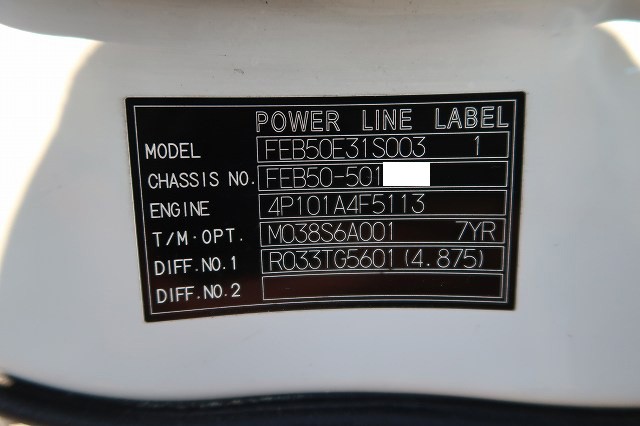 POWER LINE LABEL
MODEL FEB50E31S003 1
CHASSIS NO. FEB50-501
ENGINE 4P101A4F5113
T/M·OPT. M038S6A001 7YR
DIFF.NO.1 R033TG5601(4.875)
DIFF.NO.2